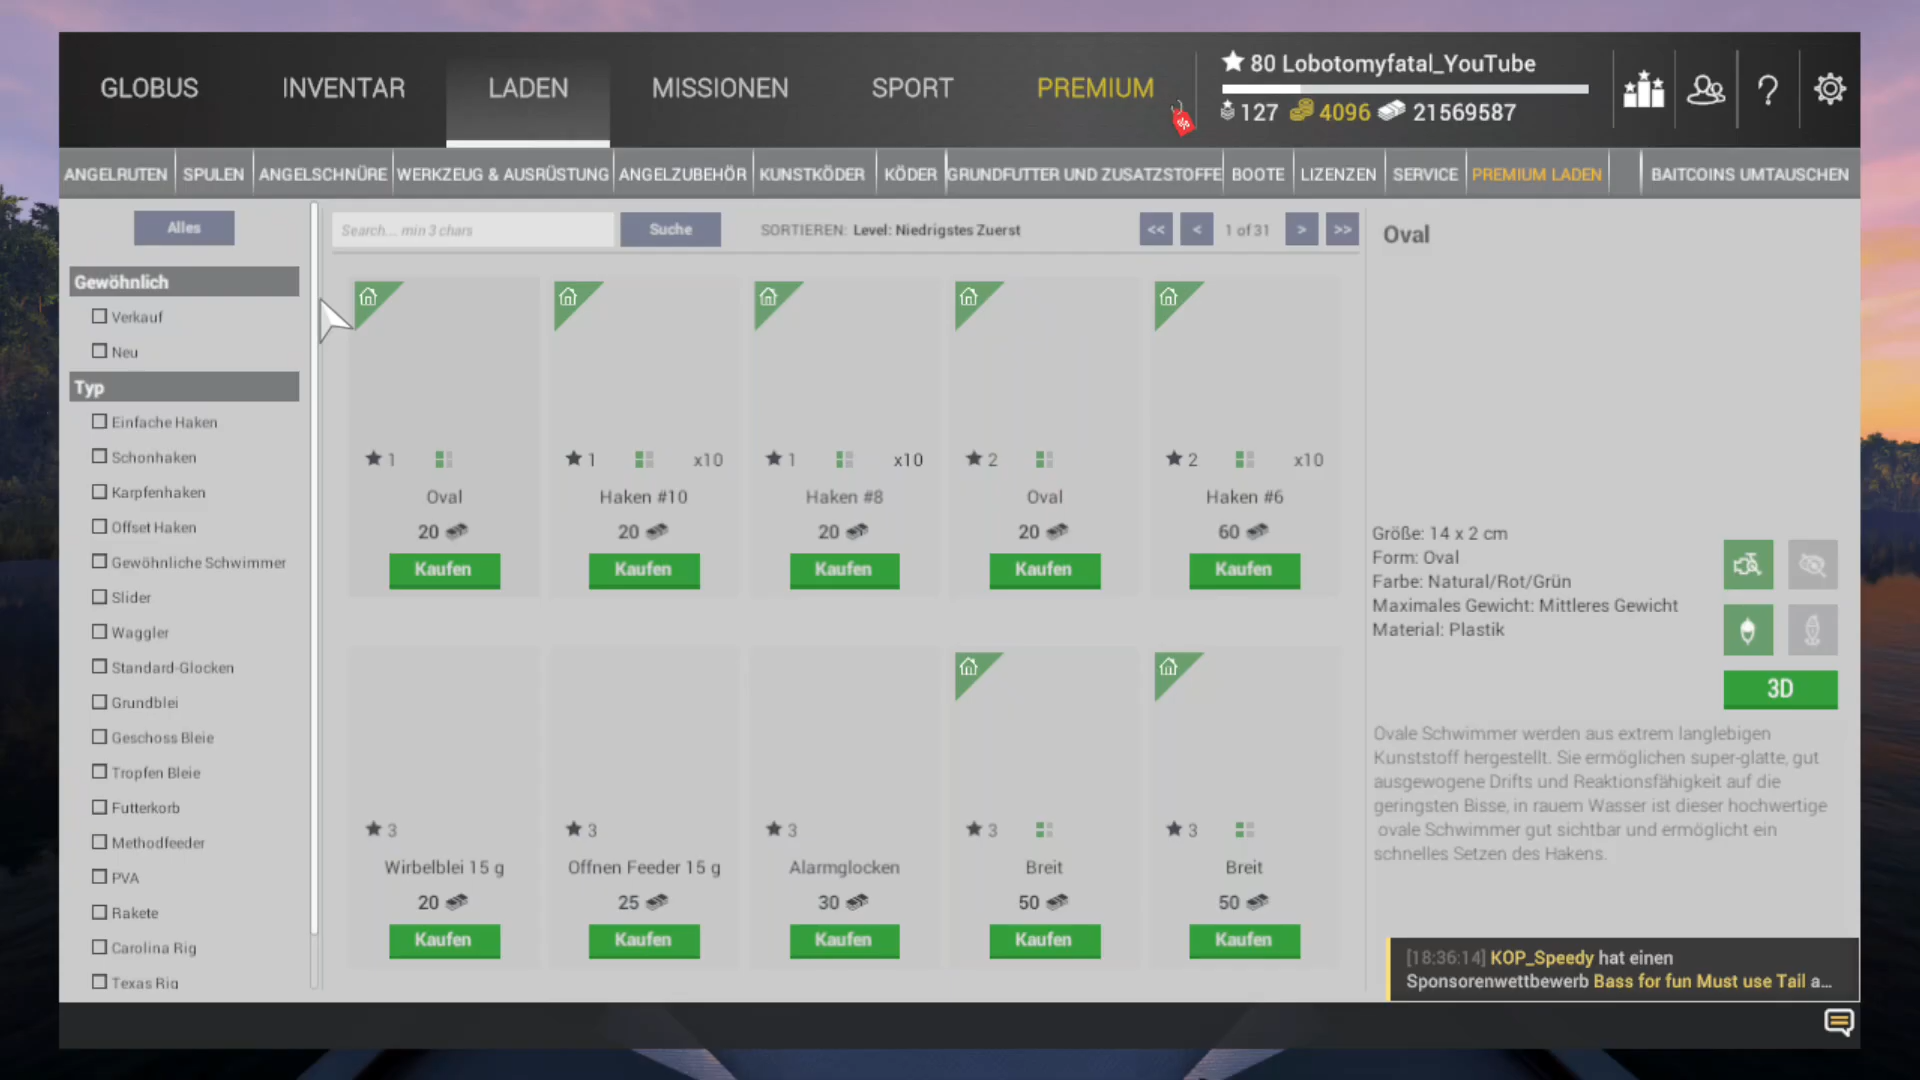 GLOBUS INVENTAR LADEN MISSIONEN SPORT PREMIUM
80 Lobotomyfatal_YouTube
127 4096 21569587
ANGELRUTEN SPULEN ANGELSCHNÜRE WERKZEUG & AUSRÜSTUNG ANGELZUBEHÖR KUNSTKÖDER KÖDER GRUNDFUTTER UND ZUSATZSTOFFE BOOTE LIZENZEN SERVICE PREMIUM LADEN BAITCOINS UMTAUSCHEN
Alles
Gewöhnlich
Verkauf
Neu
Typ
Einfache Haken
Schonhaken
Karpfenhaken
Offset Haken
Gewöhnliche Schwimmer
Slider
Waggler
Standard-Glocken
Grundblei
Geschoss Bleie
Tropfen Bleie
Futterkorb
Methodfeeder
PVA
Rakete
Carolina Rig
Texas Rig
Search... min 3 chars Suche SORTIEREN: Level: Niedrigstes Zuerst << < 1 of 31 > >>
1 1 x10 1 x10 2 2 x10
Oval Haken #10 Haken #8 Oval Haken #6
20 20 20 20 60
Kaufen Kaufen Kaufen Kaufen Kaufen
3 3 3 3 3
Wirbelblei 15 g Offnen Feeder 15 g Alarmglocken Breit Breit
20 25 30 50 50
Kaufen Kaufen Kaufen Kaufen Kaufen
Oval
Größe: 14 x 2 cm
Form: Oval
Farbe: Natural/Rot/Grün
Maximales Gewicht: Mittleres Gewicht
Material: Plastik
3D
Ovale Schwimmer werden aus extrem langlebigen
Kunststoff hergestellt. Sie ermöglichen super-glatte, gut
ausgewogene Drifts und Reaktionsfähigkeit auf die
geringsten Bisse, in rauem Wasser ist dieser hochwertige
ovale Schwimmer gut sichtbar und ermöglicht ein
schnelles Setzen des Hakens.
[18:36:14] KOP_Speedy hat einen
Sponsorenwettbewerb Bass for fun Must use Tail a...